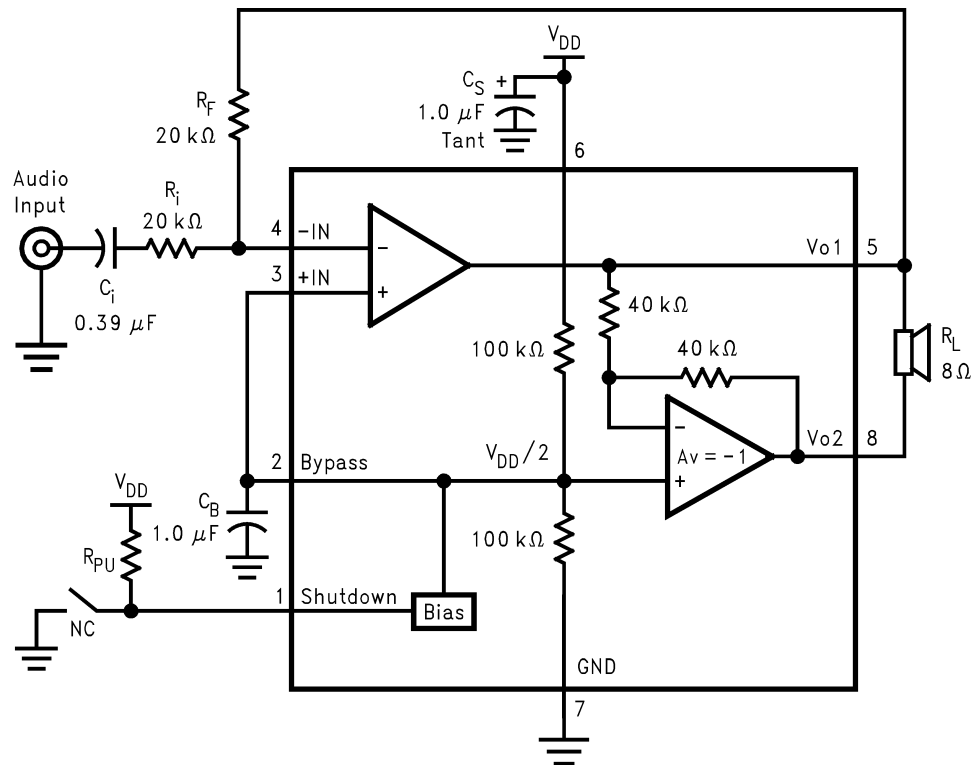 V_DD
C_S +
1.0 μF
Tant
6
R_F
20 kΩ
Audio
Input
R_i
20 kΩ
C_i
0.39 μF
4 -IN
3 +IN
-
+
Vo1 5
40 kΩ
100 kΩ
40 kΩ
R_L
8Ω
-
Av = -1
+
Vo2 8
2 Bypass
V_DD/2
V_DD
C_B
1.0 μF
100 kΩ
R_PU
1 Shutdown
Bias
NC
GND
7